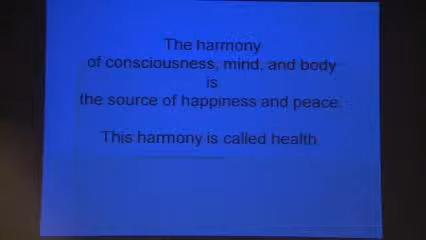 The harmony
of consciousness, mind, and body
is
the source of happiness and peace.
This harmony is called health